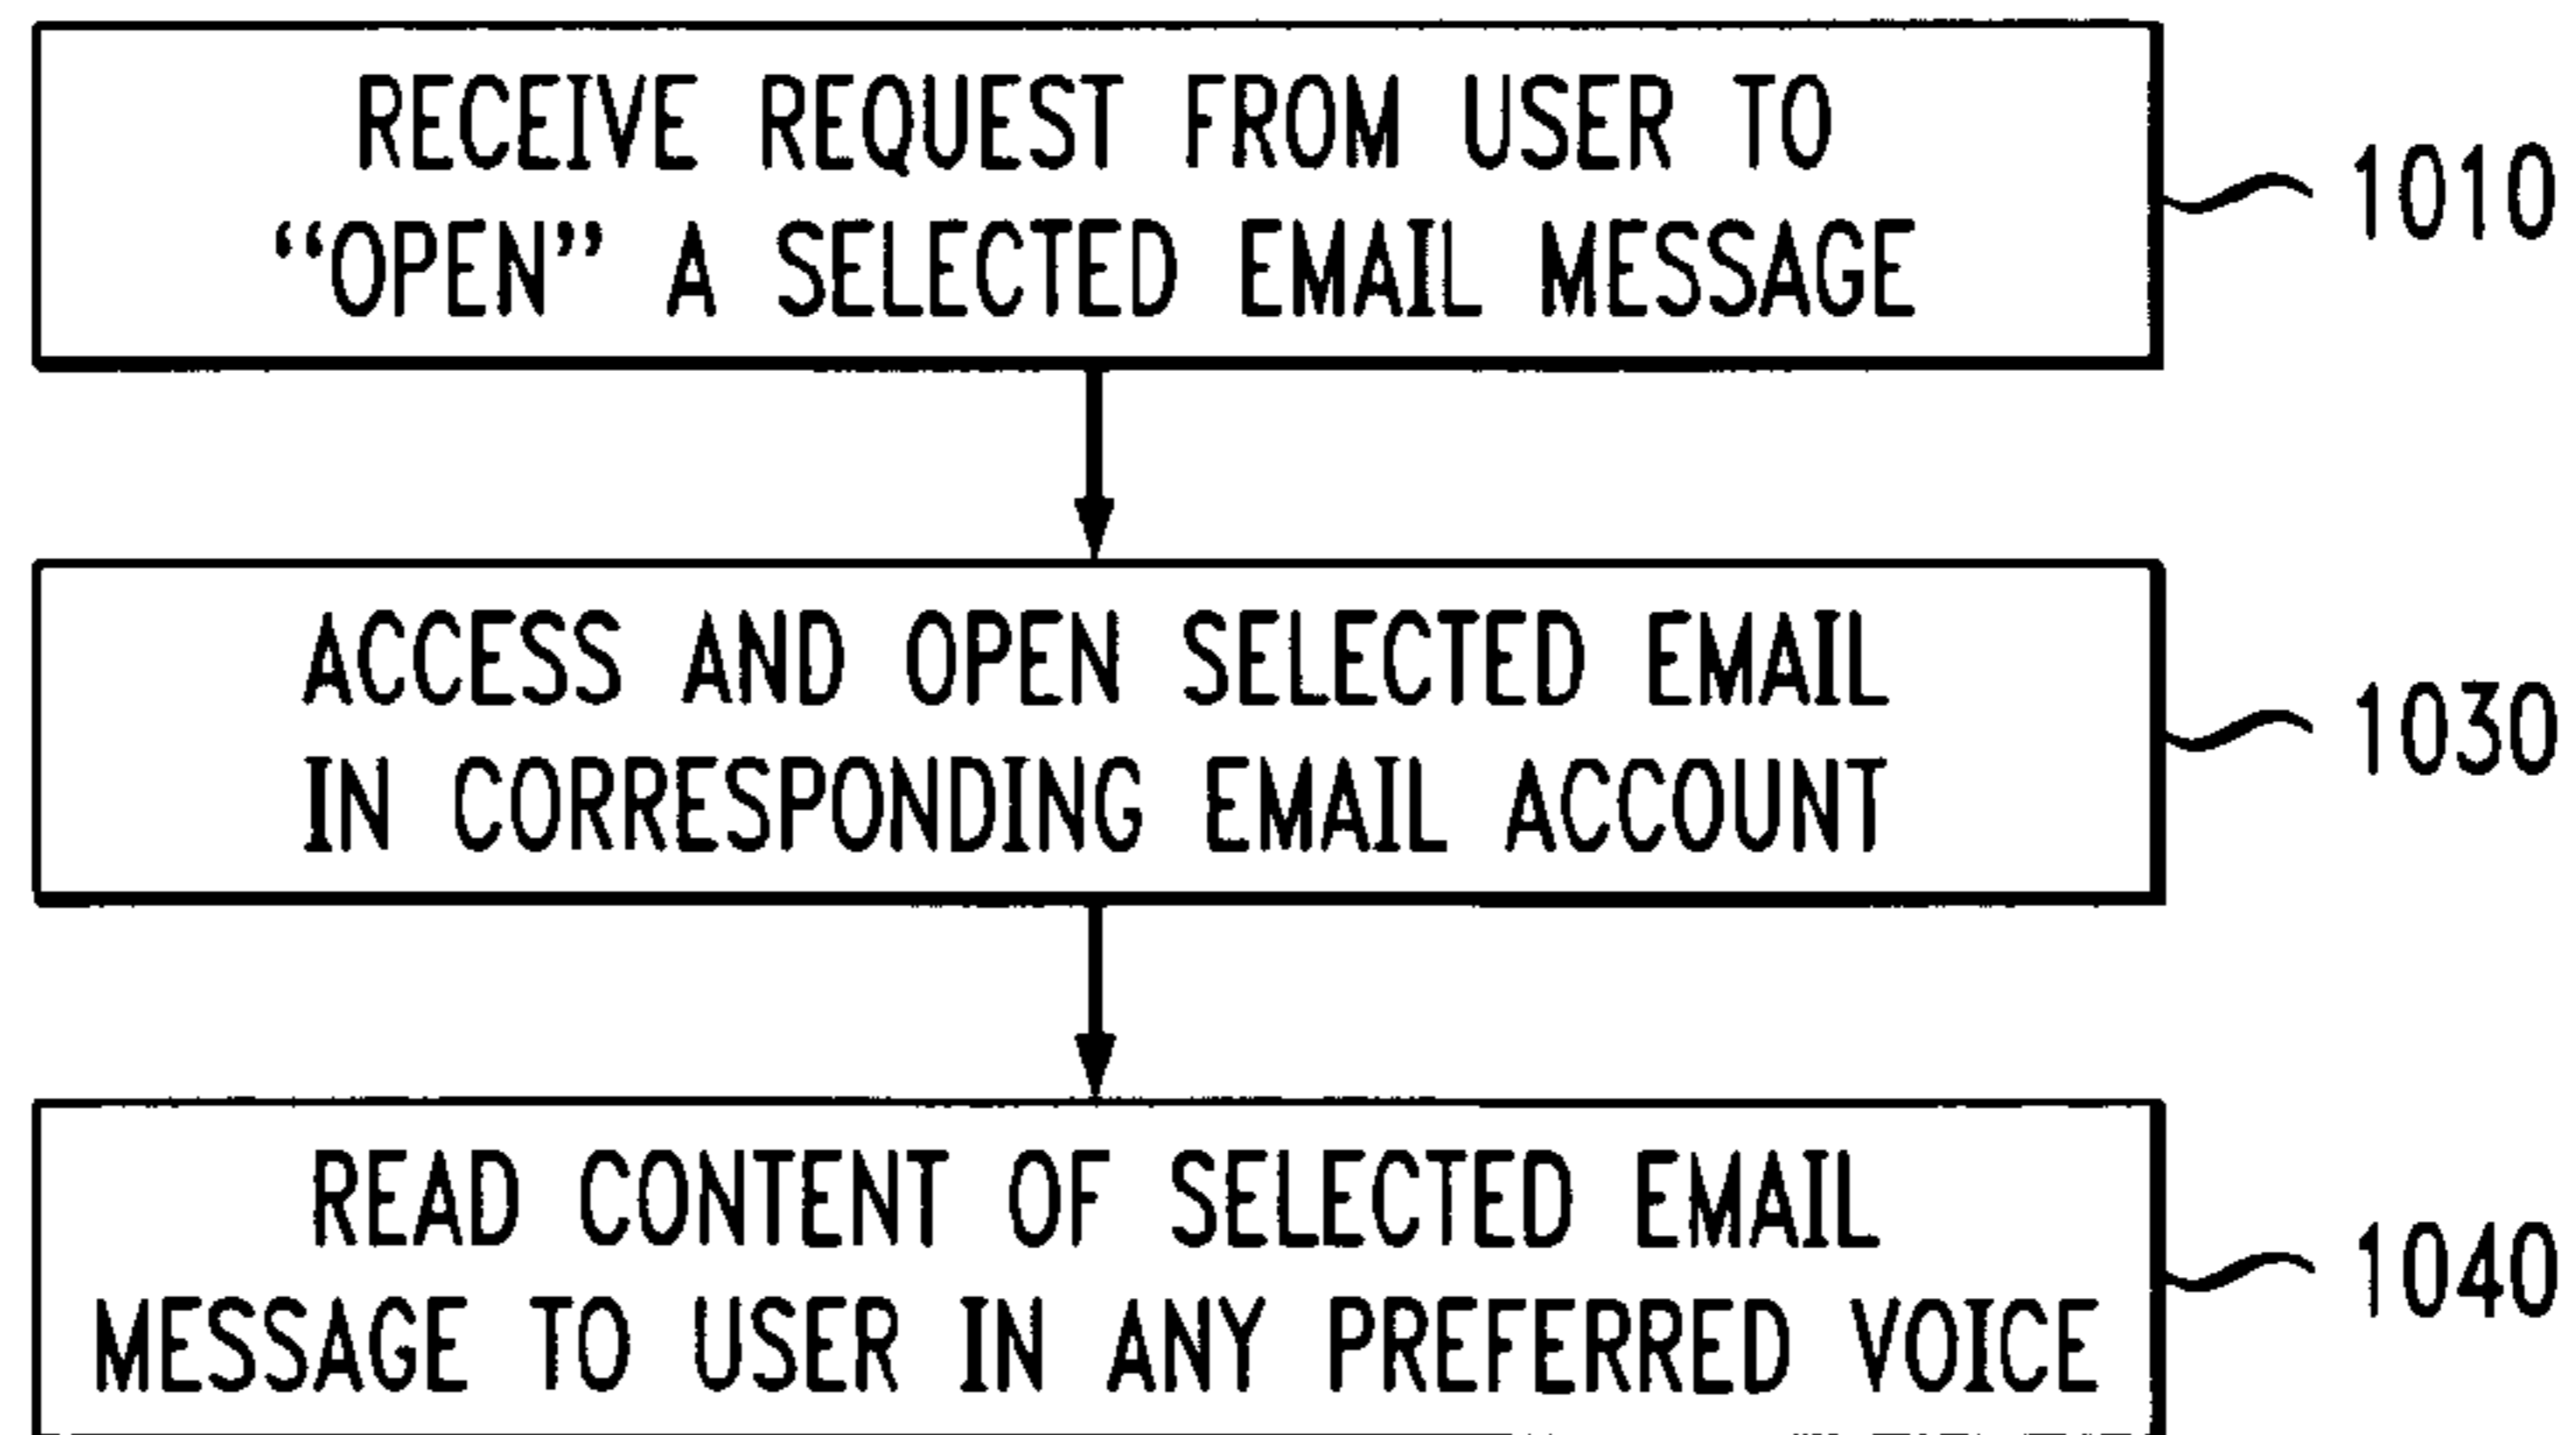 RECEIVE REQUEST FROM USER TO
“OPEN” A SELECTED EMAIL MESSAGE
1010
ACCESS AND OPEN SELECTED EMAIL
IN CORRESPONDING EMAIL ACCOUNT
1030
READ CONTENT OF SELECTED EMAIL
MESSAGE TO USER IN ANY PREFERRED VOICE
1040